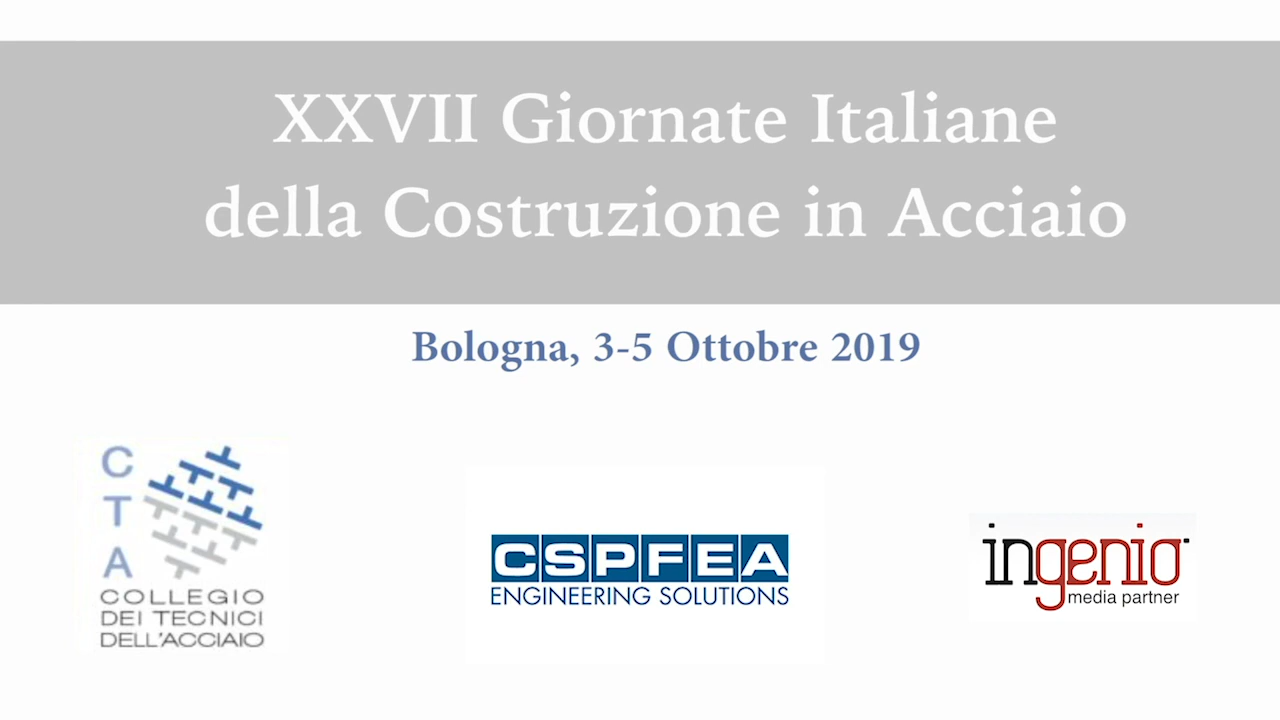 XXVII Giornate Italiane
della Costruzione in Acciaio
Bologna, 3-5 Ottobre 2019
C
T
A
COLLEGIO
DEI TECNICI
DELL'ACCIAIO
CSPFEA
ENGINEERING SOLUTIONS
ingenio
media partner